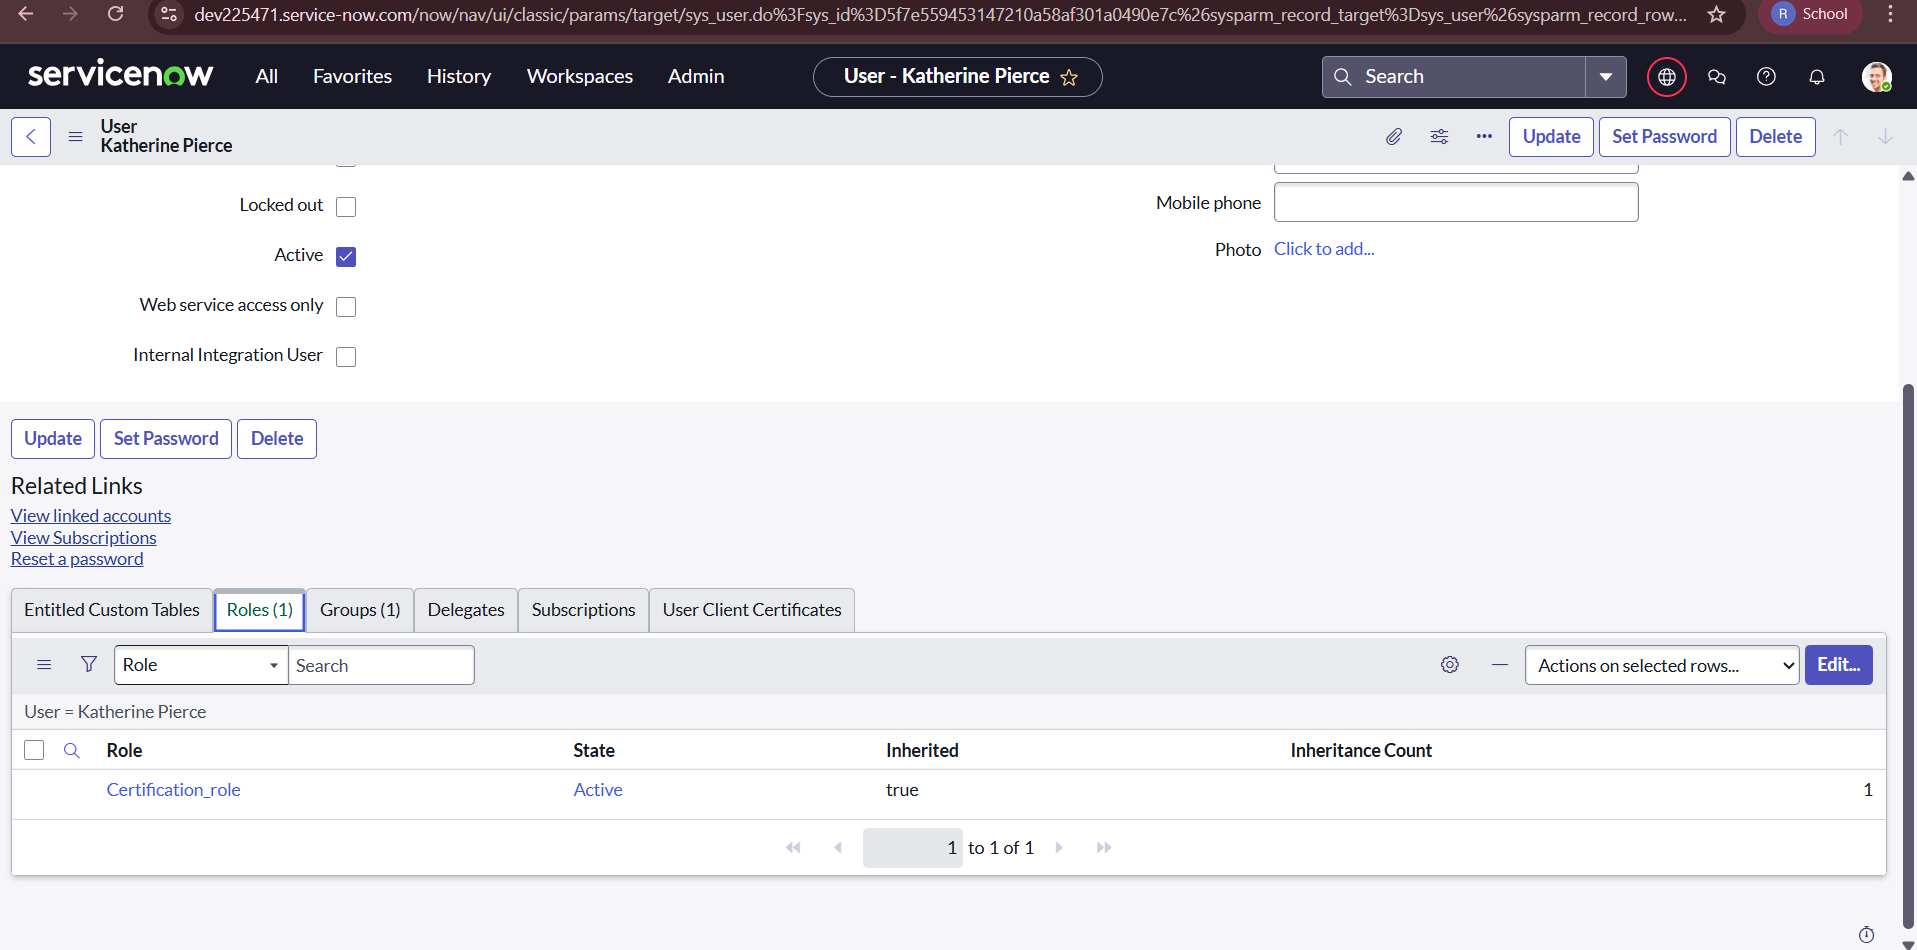 dev225471.service-now.com/now/nav/ui/classic/params/target/sys_user.do%3Fsys_id%3D5f7e559453147210a58af301a0490e7c%26sysparm_record_target%3Dsys_user%26sysparm_record_row...
R School
servicenow All Favorites History Workspaces Admin User - Katherine Pierce Search
User
Katherine Pierce
Update Set Password Delete
Locked out
Mobile phone
Active
Photo Click to add...
Web service access only
Internal Integration User
Update Set Password Delete
Related Links
View linked accounts
View Subscriptions
Reset a password
Entitled Custom Tables Roles (1) Groups (1) Delegates Subscriptions User Client Certificates
Role Search Actions on selected rows... Edit...
User = Katherine Pierce
Role State Inherited Inheritance Count
Certification_role Active true 1
1 to 1 of 1